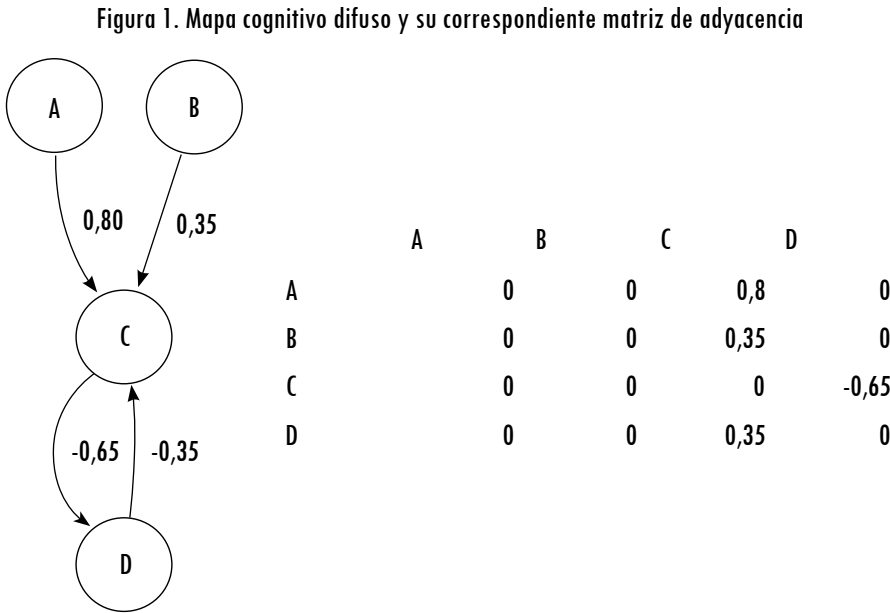 Figura 1. Mapa cognitivo difuso y su correspondiente matriz de adyacencia
A B
0,80 0,35
C
-0,65 -0,35
D
A B C D
A 0 0 0,8 0
B 0 0 0,35 0
C 0 0 0 -0,65
D 0 0 0,35 0